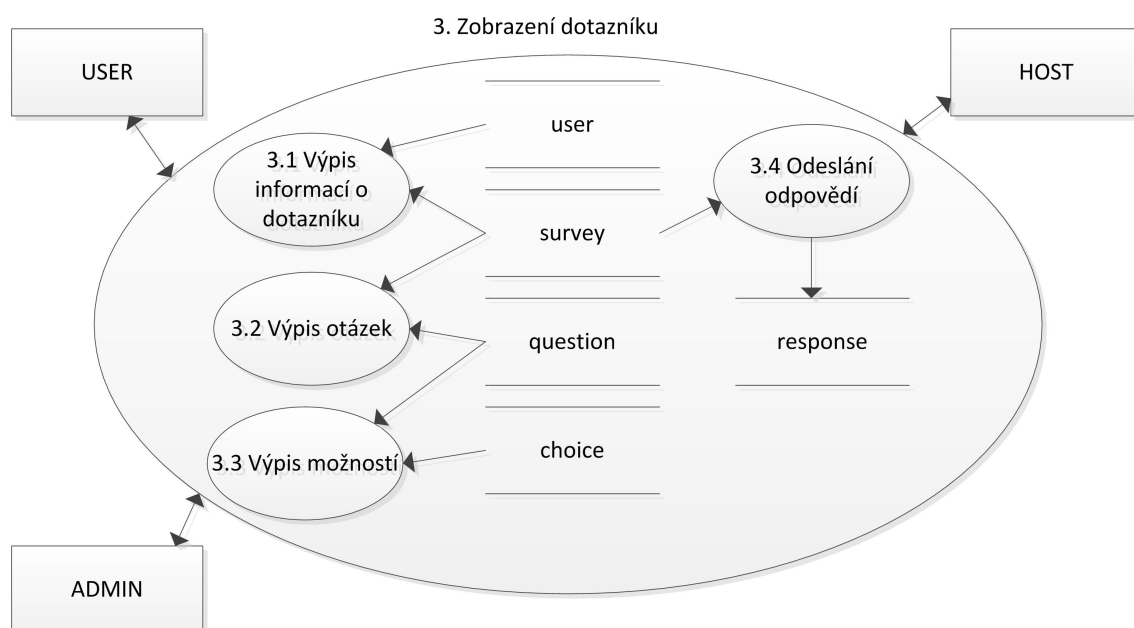 3. Zobrazení dotazníku
USER
HOST
user
3.1 Výpis
informací o
dotazníku
3.4 Odeslání
odpovědí
survey
3.2 Výpis otázek
question
response
3.3 Výpis možností
choice
ADMIN